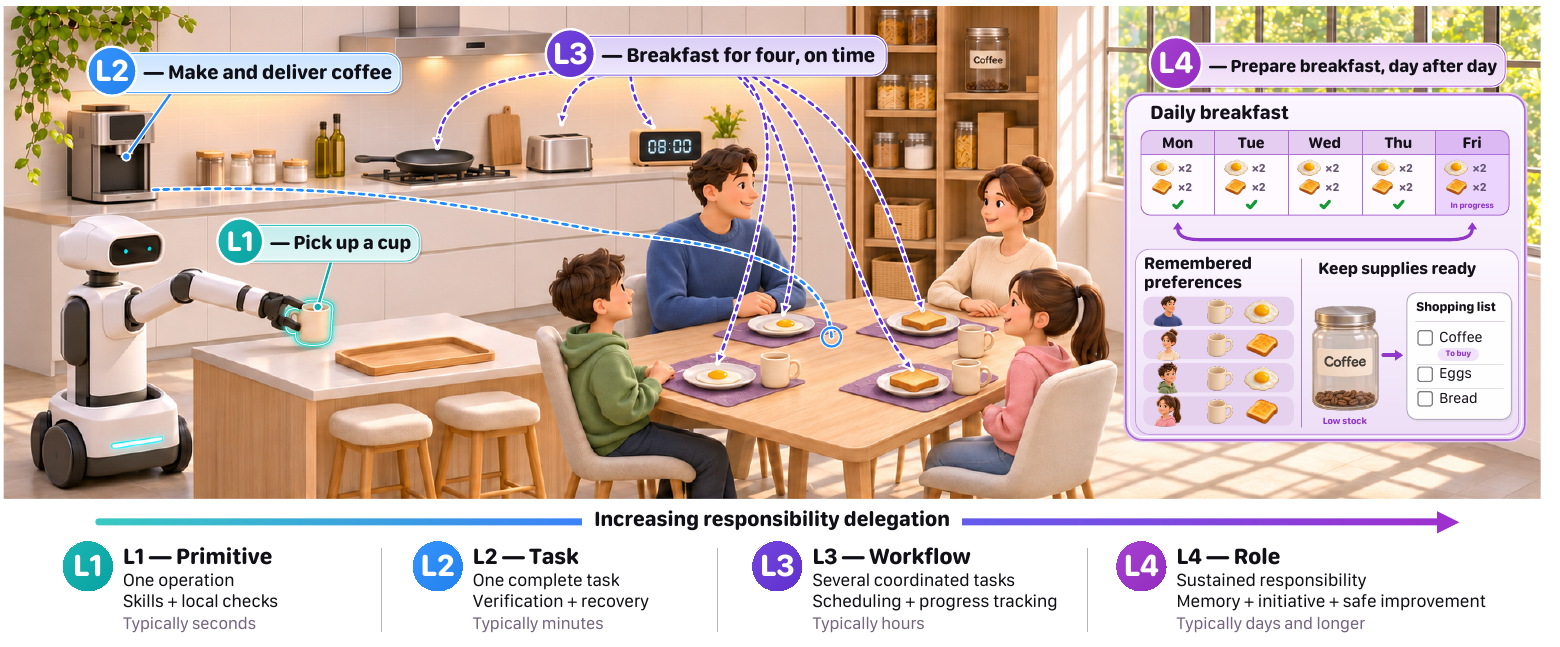 L2 — Make and deliver coffee
L3 — Breakfast for four, on time
Coffee
08:00
L1 — Pick up a cup
L4 — Prepare breakfast, day after day
Daily breakfast
Mon Tue Wed Thu Fri
×2 ×2 ×2 ×2 ×2
×2 ×2 ×2 ×2 ×2
In progress
Remembered
preferences
Keep supplies ready
Coffee
Low stock
Shopping list
Coffee
To buy
Eggs
Bread
Increasing responsibility delegation
L1 L1 — Primitive
One operation
Skills + local checks
Typically seconds
L2 L2 — Task
One complete task
Verification + recovery
Typically minutes
L3 L3 — Workflow
Several coordinated tasks
Scheduling + progress tracking
Typically hours
L4 L4 — Role
Sustained responsibility
Memory + initiative + safe improvement
Typically days and longer